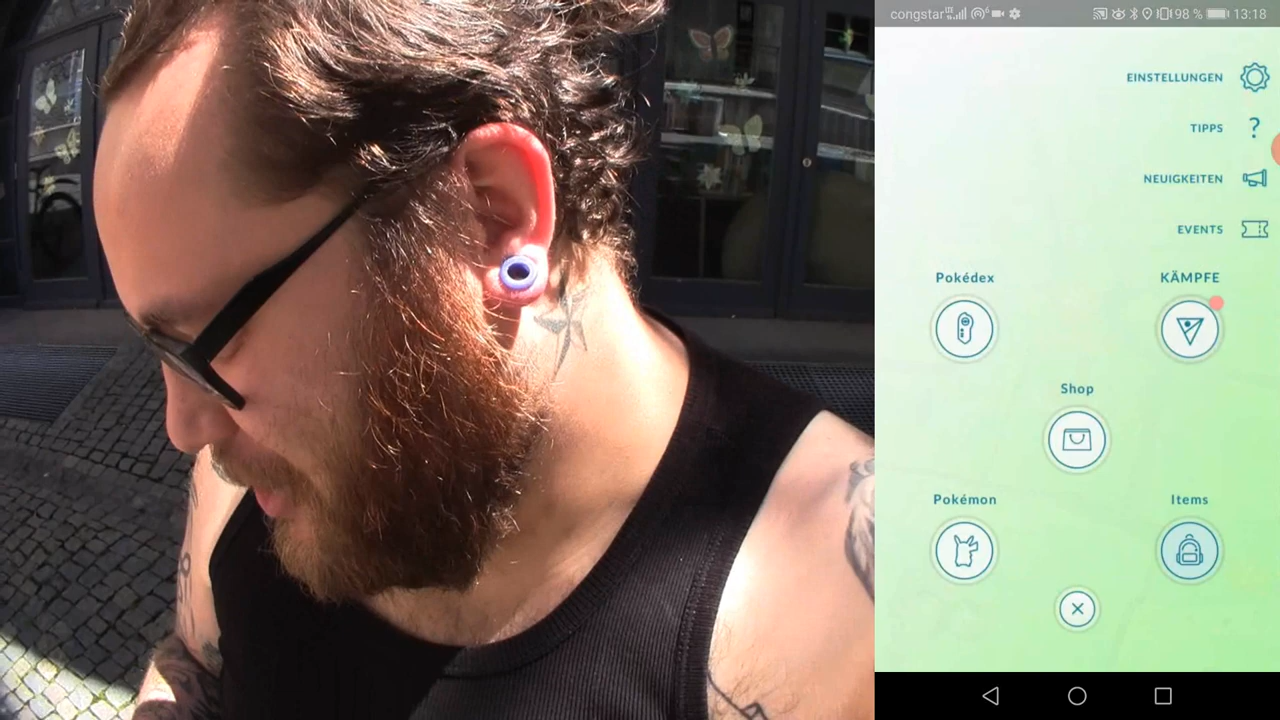 congstar 98 % 13:18
EINSTELLUNGEN
TIPPS
?
NEUIGKEITEN
EVENTS
Pokédex KÄMPFE
Shop
Pokémon Items